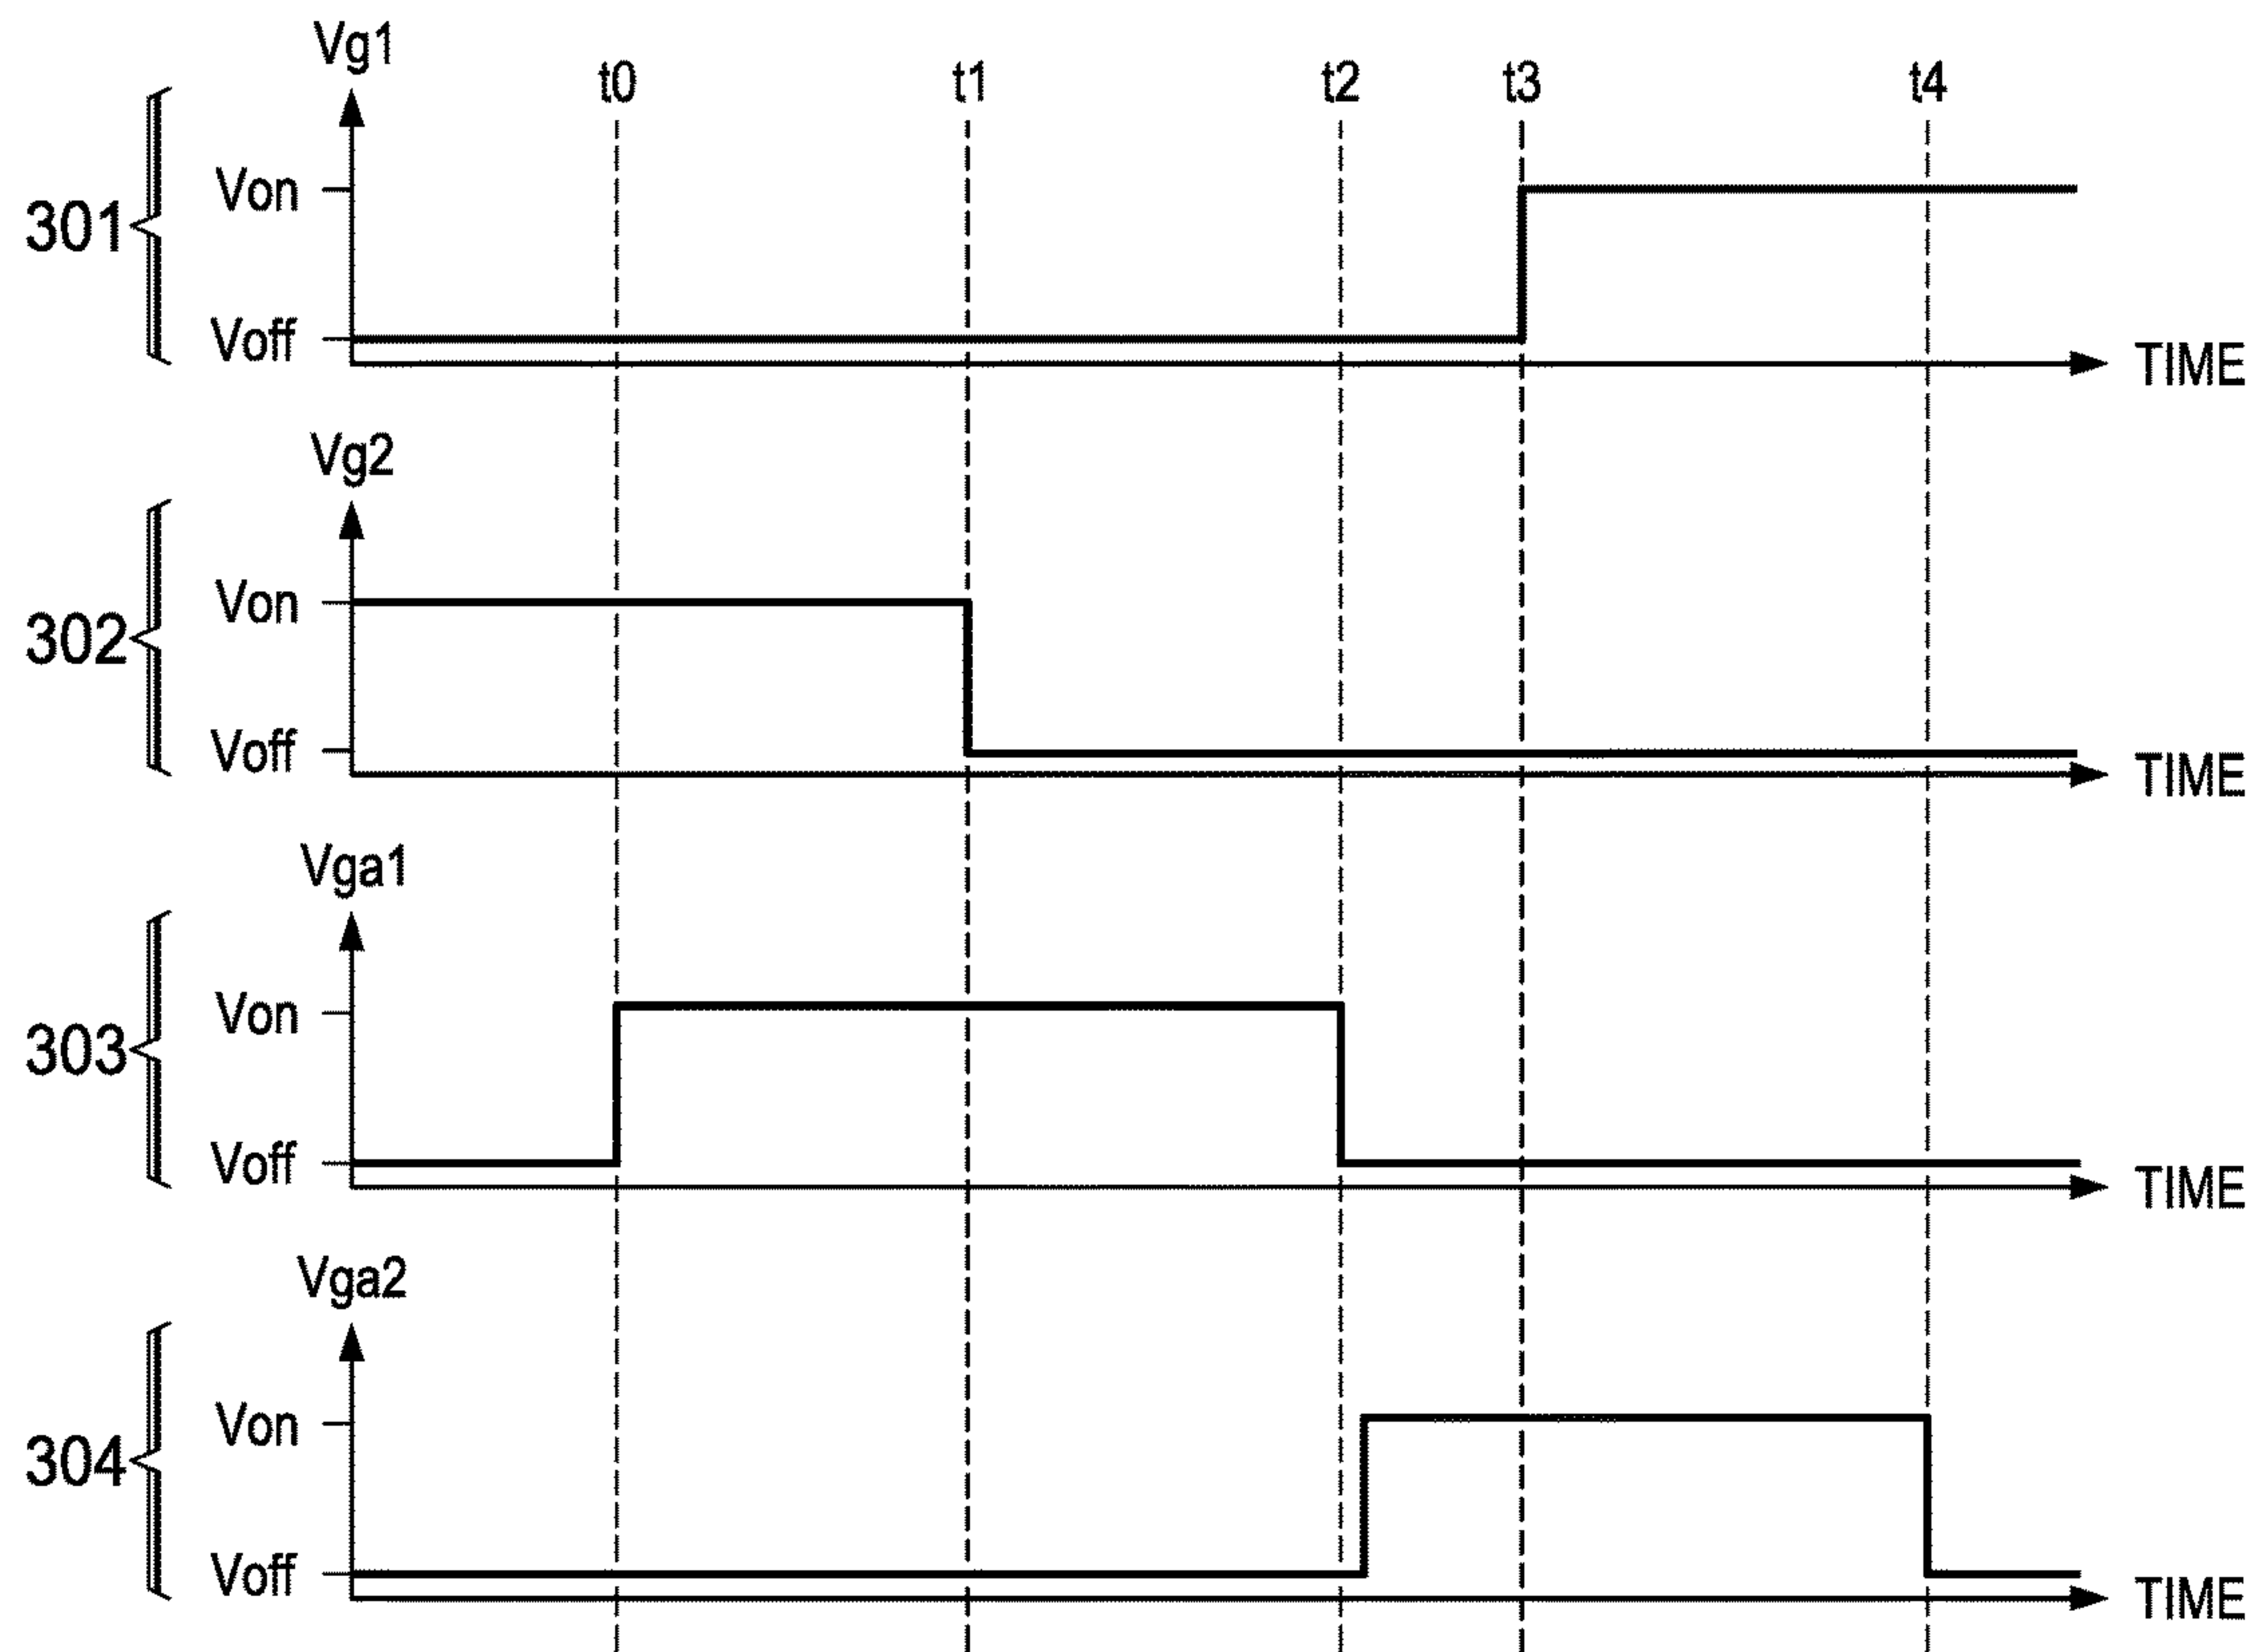 Vg1
t0 t1 t2 t3 t4
301
Von
Voff
TIME
Vg2
302
Von
Voff
TIME
Vga1
303
Von
Voff
TIME
Vga2
304
Von
Voff
TIME